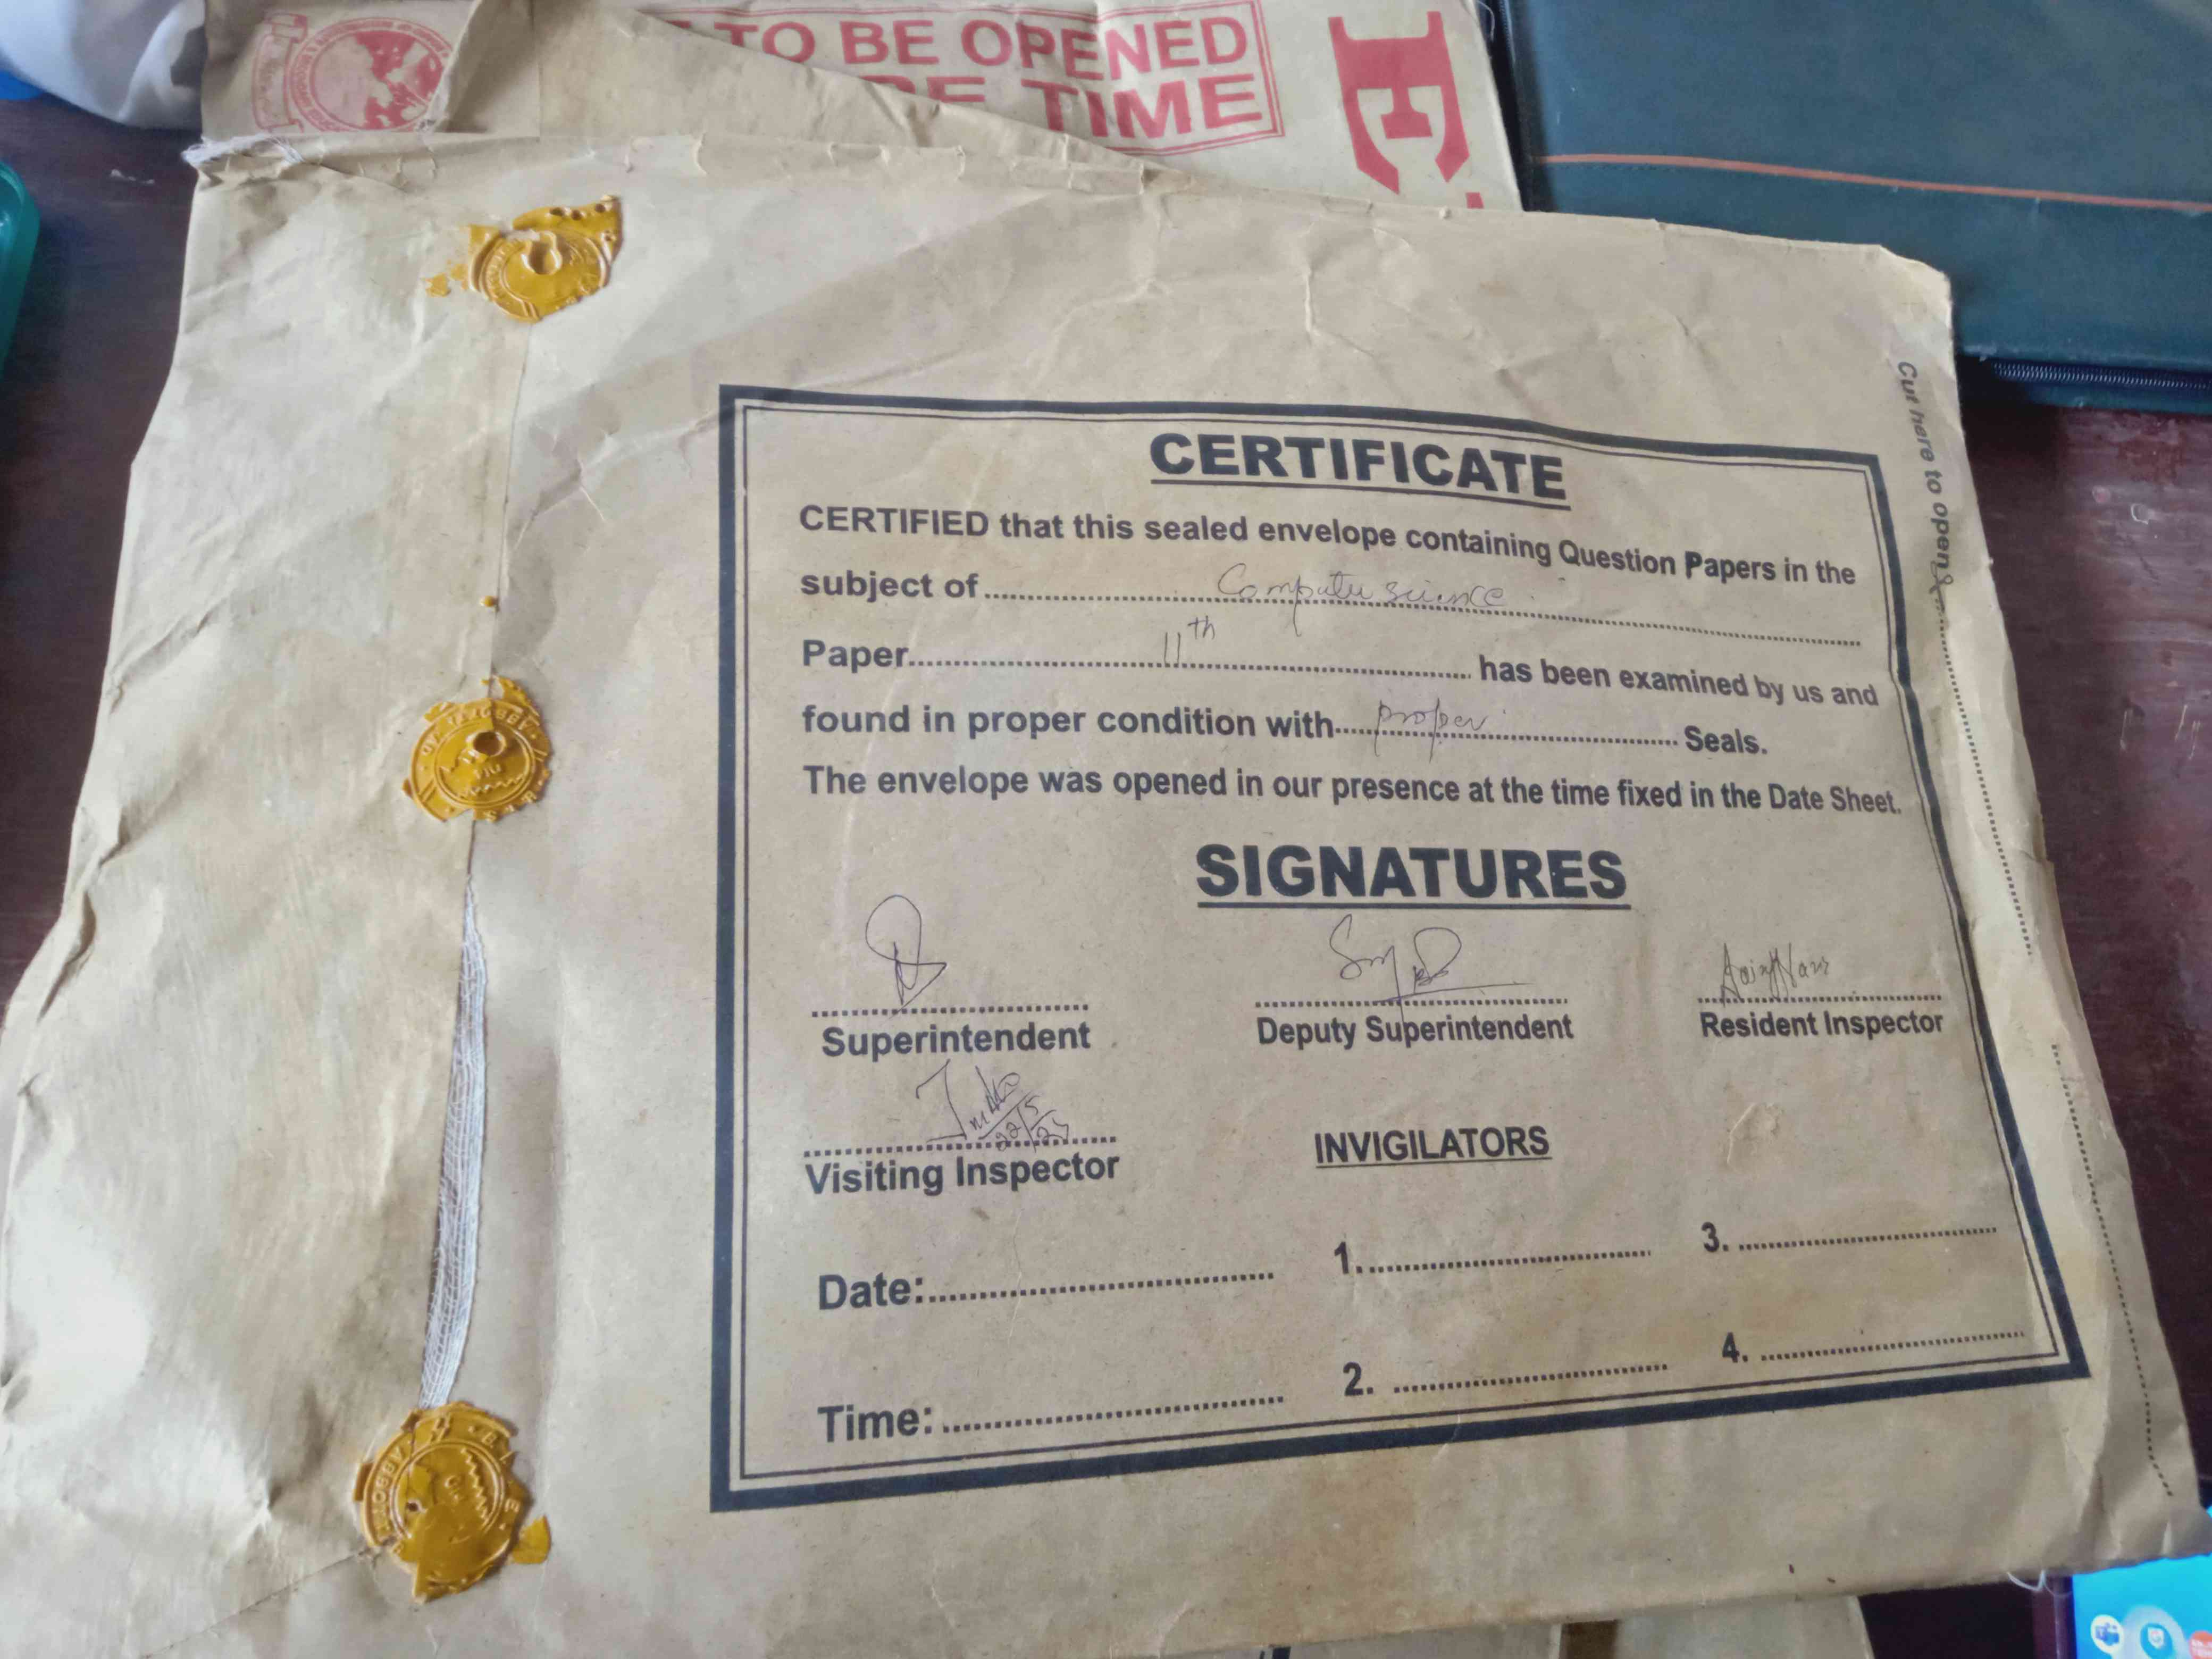 TO BE OPENED
TIME
CERTIFICATE
CERTIFIED that this sealed envelope containing Question Papers in the
subject of Computer science
Paper 11th has been examined by us and
found in proper condition with proper Seals.
The envelope was opened in our presence at the time fixed in the Date Sheet.
SIGNATURES
Superintendent
Deputy Superintendent
Resident Inspector
22/5
Visiting Inspector
INVIGILATORS
Date:
1.
3.
Time:
2.
4.
Cut here to open